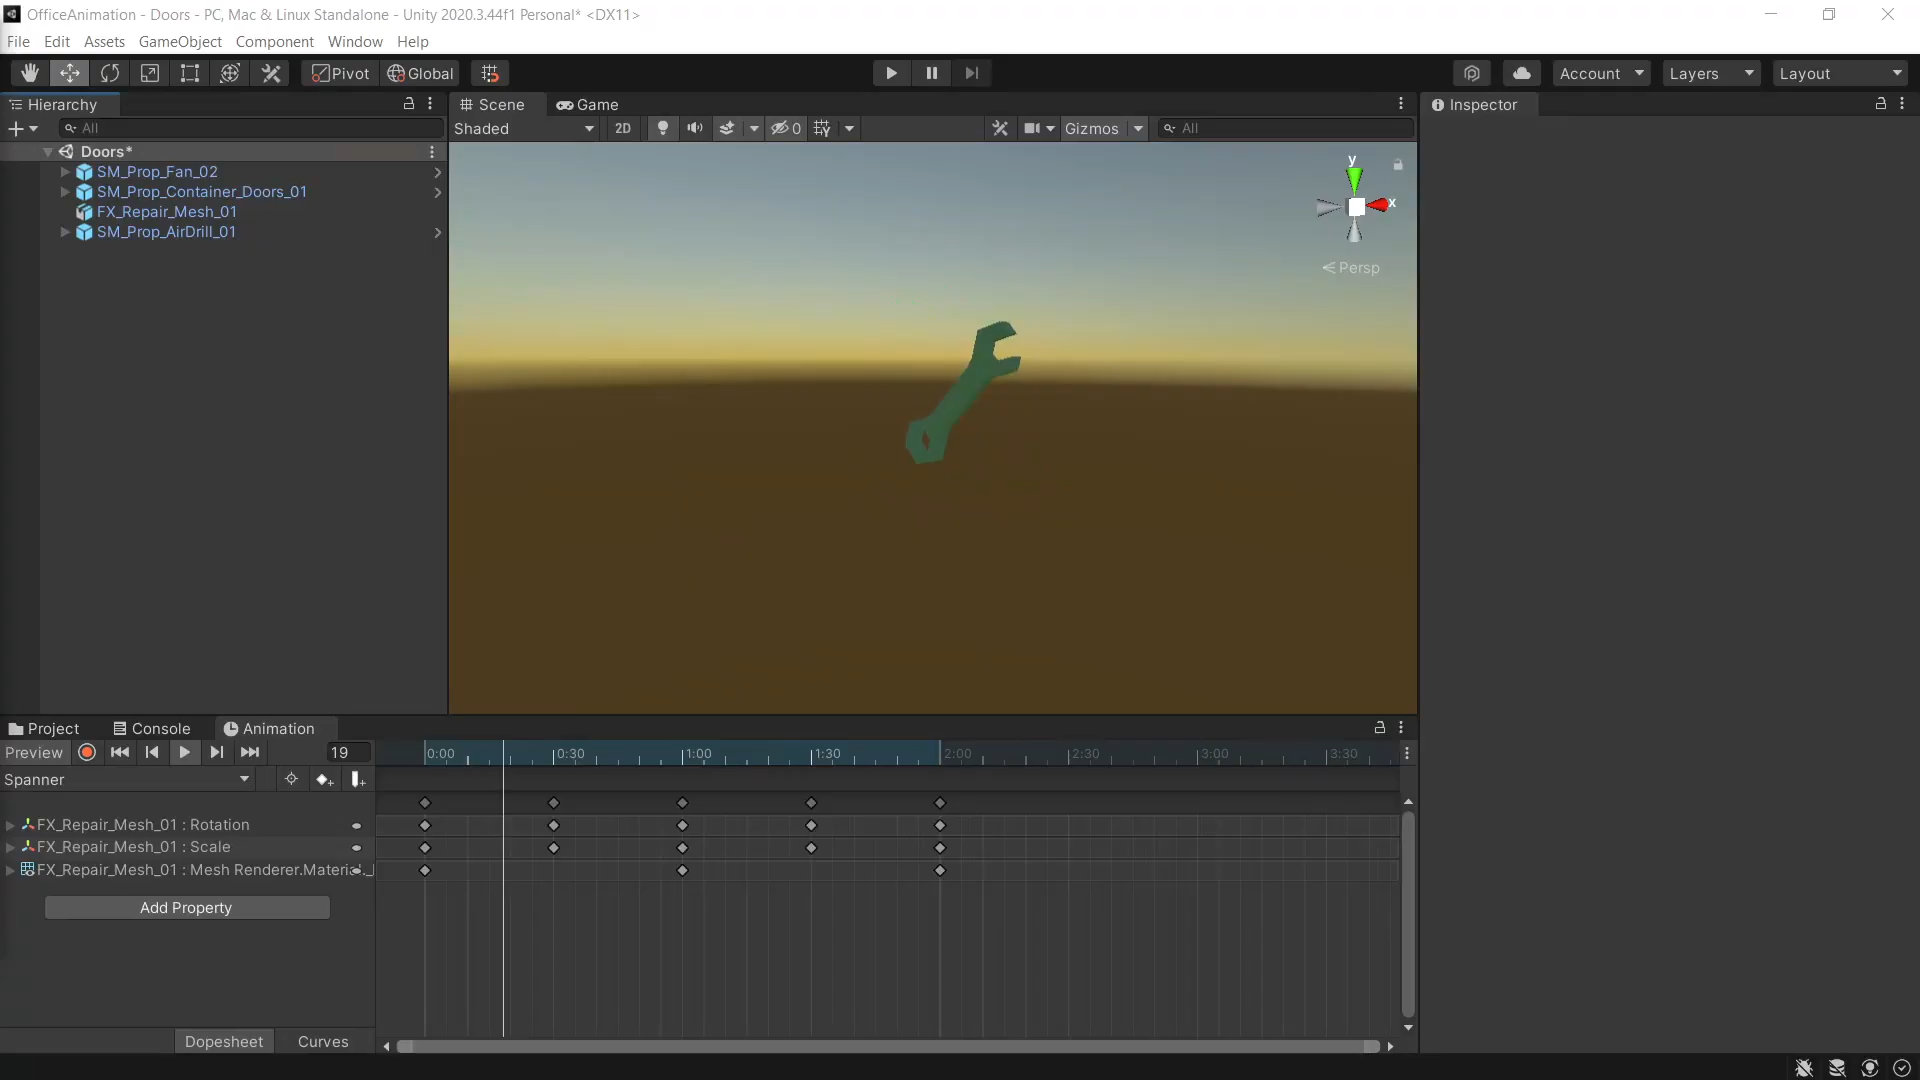 OfficeAnimation - Doors - PC, Mac & Linux Standalone - Unity 2020.3.44f1 Personal* <DX11>
File Edit Assets GameObject Component Window Help
Pivot Global Account Layers Layout
Hierarchy Scene Game Inspector
All Shaded 2D 0 Gizmos All
Doors*
SM_Prop_Fan_02
SM_Prop_Container_Doors_01
FX_Repair_Mesh_01
SM_Prop_AirDrill_01
y
x
Persp
Project Console Animation
Preview 19 0:00 0:30 1:00 1:30 2:00 2:30 3:00 3:30
Spanner
FX_Repair_Mesh_01 : Rotation
FX_Repair_Mesh_01 : Scale
FX_Repair_Mesh_01 : Mesh Renderer.Material._
Add Property
Dopesheet Curves